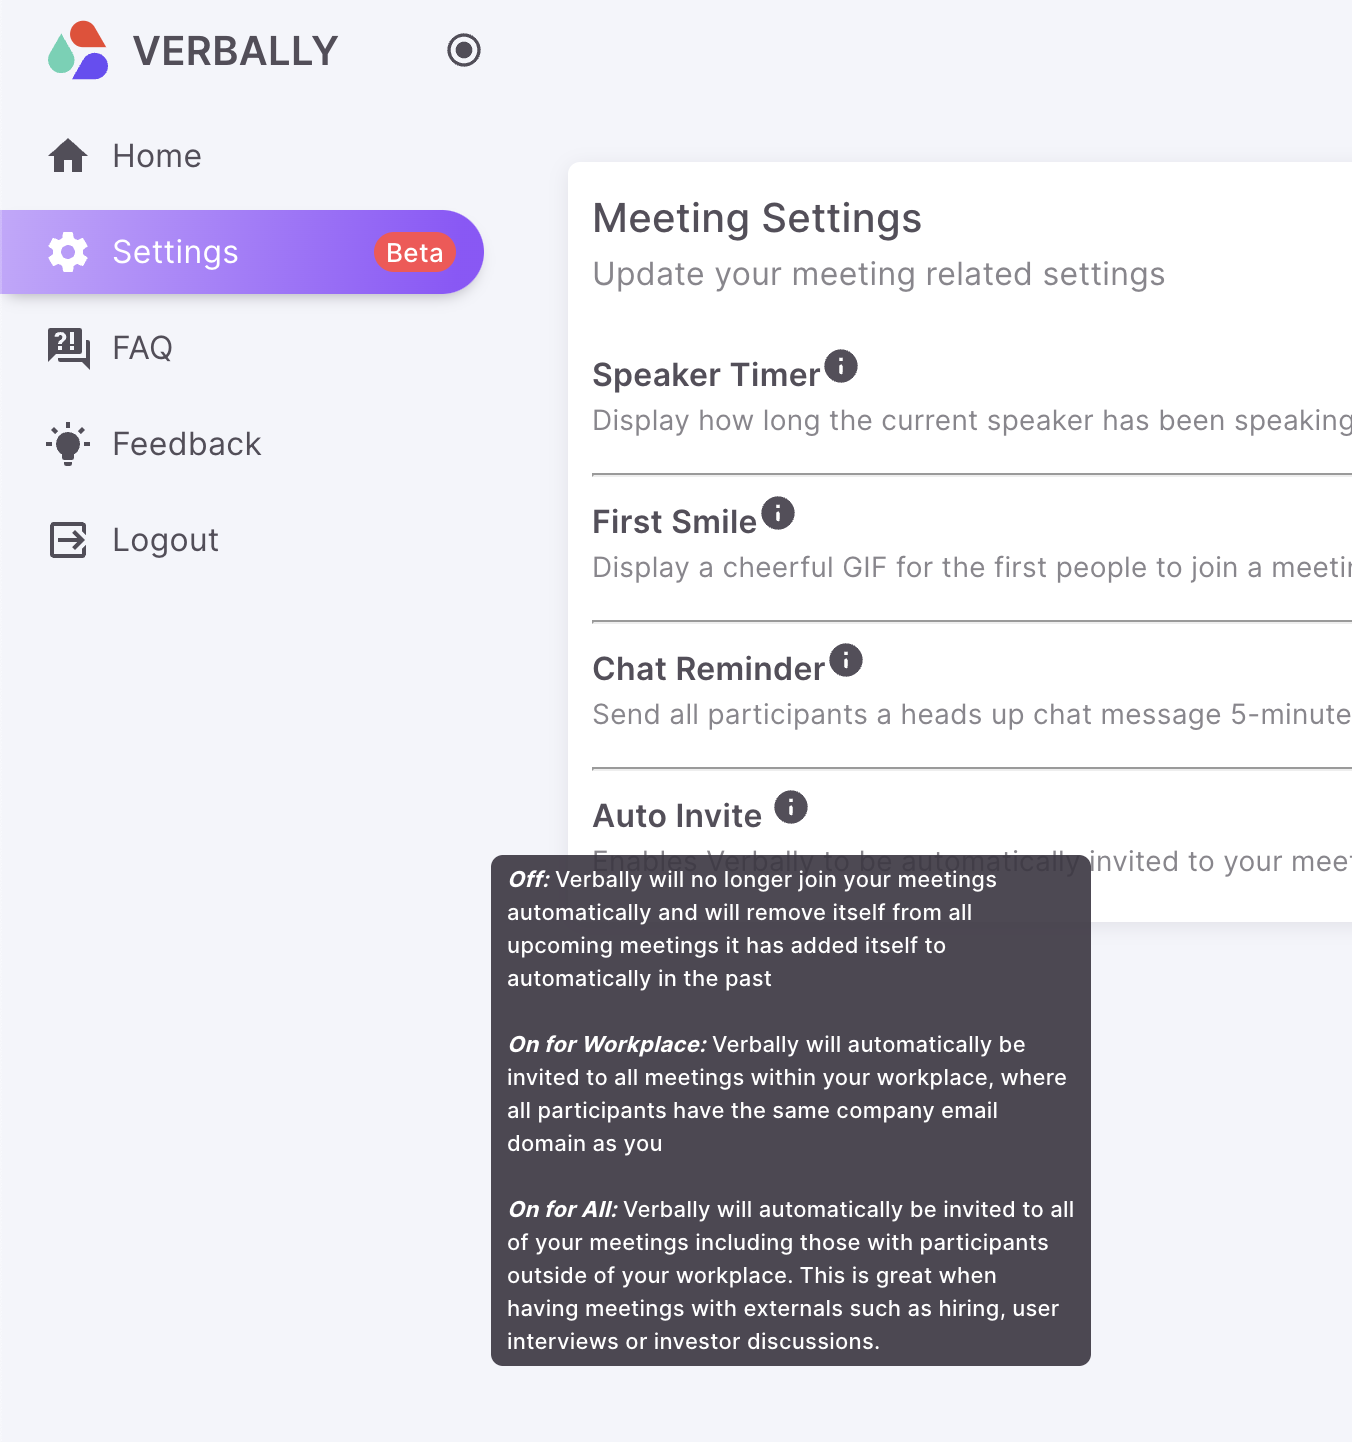 VERBALLY
Home
Settings
Beta
FAQ
Feedback
Logout
Meeting Settings
Update your meeting related settings
Speaker Timer
Display how long the current speaker has been speaking
First Smile
Display a cheerful GIF for the first people to join a
Chat Reminder
Send all participants a heads up chat message 5-minute
Auto Invite
Enables Verbally to be automatically invited to your
Off: Verbally will no longer join your meetings
automatically and will remove itself from all
upcoming meetings it has added itself to
automatically in the past
On for Workplace: Verbally will automatically be
invited to all meetings within your workplace, where
all participants have the same company email
domain as you
On for All: Verbally will automatically be invited to all
of your meetings including those with participants
outside of your workplace. This is great when
having meetings with externals such as hiring, user
interviews or investor discussions.